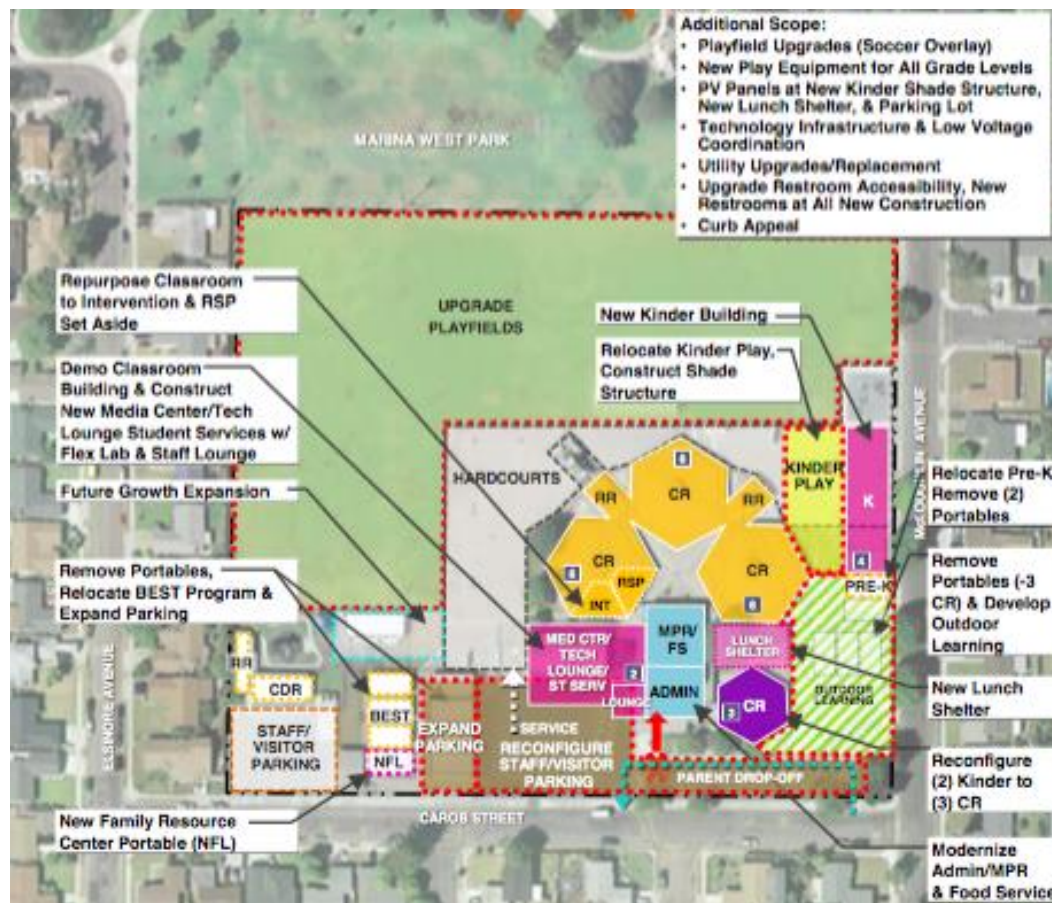 Additional Scope:
• Playfield Upgrades (Soccer Overlay)
• New Play Equipment for All Grade Levels
• PV Panels at New Kinder Shade Structure,
New Lunch Shelter, & Parking Lot
• Technology Infrastructure & Low Voltage
Coordination
• Utility Upgrades/Replacement
• Upgrade Restroom Accessibility, New
Restrooms at All New Construction
• Curb Appeal
MARINA WEST PARK
Repurpose Classroom
to Intervention & RSP
Set Aside
UPGRADE
PLAYFIELDS
New Kinder Building
Relocate Kinder Play,
Construct Shade
Structure
Demo Classroom
Building & Construct
New Media Center/Tech
Lounge Student Services w/
Flex Lab & Staff Lounge
Future Growth Expansion
HARDCOURTS
KINDER
PLAY
K
4
McLOUGHLIN AVENUE
Relocate Pre-K
Remove (2)
Portables
CR
RR
RR
CR
RSP
INT
CR
PRE-K
Remove
Portables (-3
CR) & Develop
Outdoor
Learning
Remove Portables,
Relocate BEST Program &
Expand Parking
MED CTR/
TECH
LOUNGE/
ST SERV
2
LOUNGE
MPR/
FS
ADMIN
LUNCH
SHELTER
CR
3
OUTDOOR
LEARNING
New Lunch
Shelter
ELSINORE AVENUE
RR
CDR
STAFF/
VISITOR
PARKING
BEST
NFL
EXPAND
PARKING
SERVICE
RECONFIGURE
STAFF/VISITOR
PARKING
PARENT DROP-OFF
Reconfigure
(2) Kinder to
(3) CR
New Family Resource
Center Portable (NFL)
CAROB STREET
Modernize
Admin/MPR
& Food Service